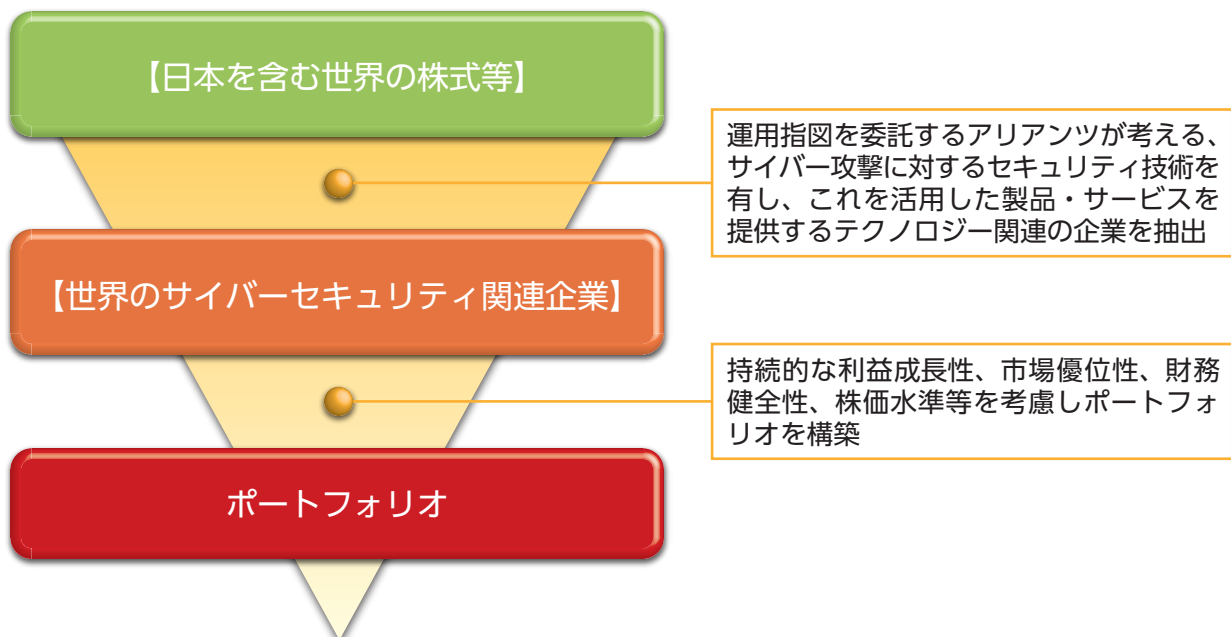 【日本を含む世界の株式等】
運用指図を委託するアリアンツが考える、
サイバー攻撃に対するセキュリティ技術を
有し、これを活用した製品・サービスを
提供するテクノロジー関連の企業を抽出
【世界のサイバーセキュリティ関連企業】
持続的な利益成長性、市場優位性、財務
健全性、株価水準等を考慮しポートフォ
リオを構築
ポートフォリオ